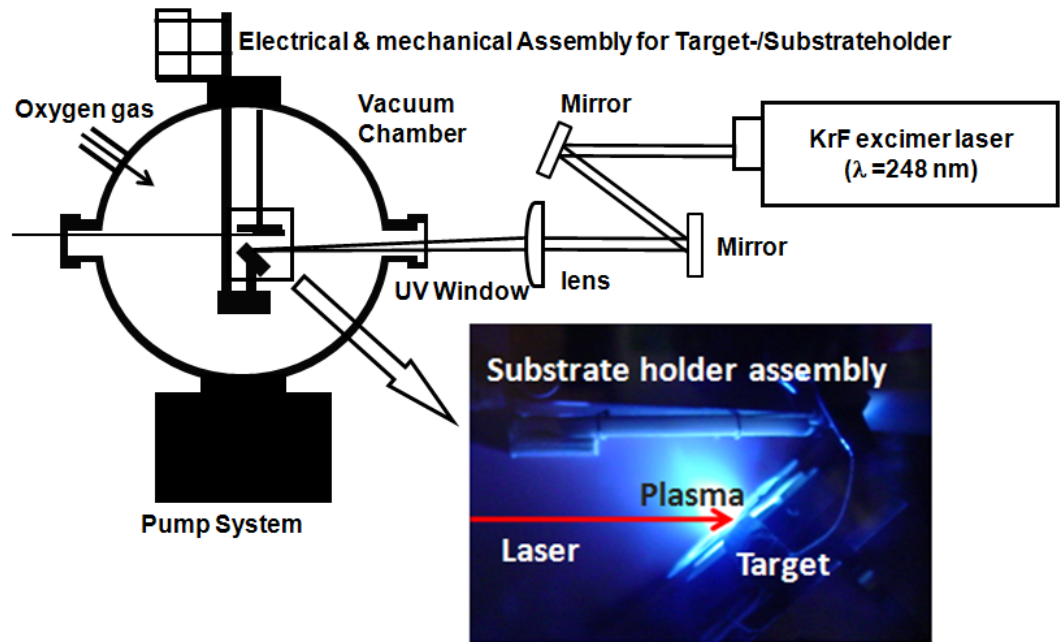 Electrical & mechanical Assembly for Target-/Substrateholder
Oxygen gas
Vacuum
Chamber
Mirror
KrF excimer laser
(λ =248 nm)
Mirror
lens
UV Window
Substrate holder assembly
Plasma
Laser
Target
Pump System